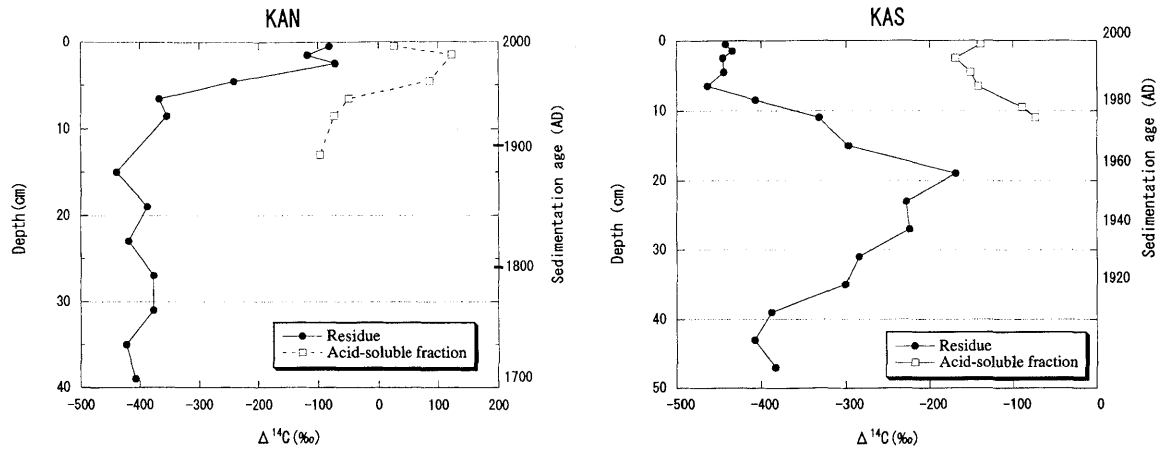 KAN
0
10
20
30
40
Depth(cm)
2000
1900
1800
1700
Sedimentation age (AD)
Residue
Acid-soluble fraction
-500 -400 -300 -200 -100 0 100 200
Δ¹⁴C(‰)
KAS
0
10
20
30
40
50
Depth (cm)
2000
1980
1960
1940
1920
Sedimentation age (AD)
Residue
Acid-soluble fraction
-500 -400 -300 -200 -100 0
Δ¹⁴C(‰)